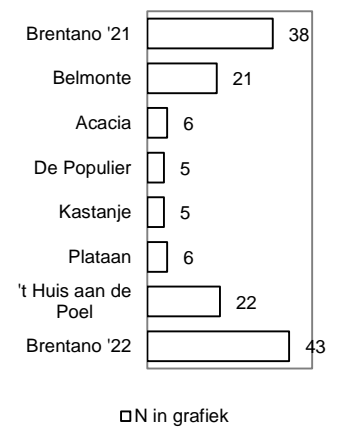 Brentano '21 38
Belmonte 21
Acacia 6
De Populier 5
Kastanje 5
Plataan 6
't Huis aan de
Poel 22
Brentano '22 43
N in grafiek